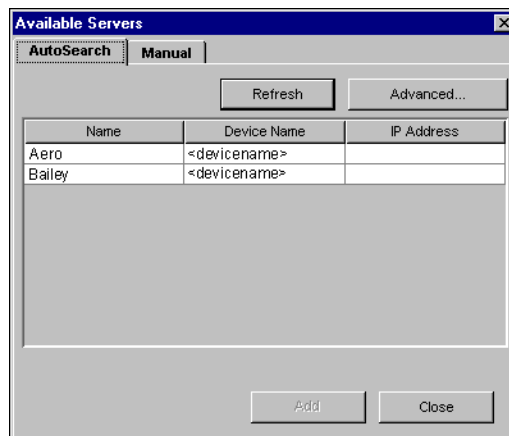 Available Servers
AutoSearch Manual
Refresh Advanced...
Name Device Name IP Address
Aero <devicename>
Bailey <devicename>
Add Close